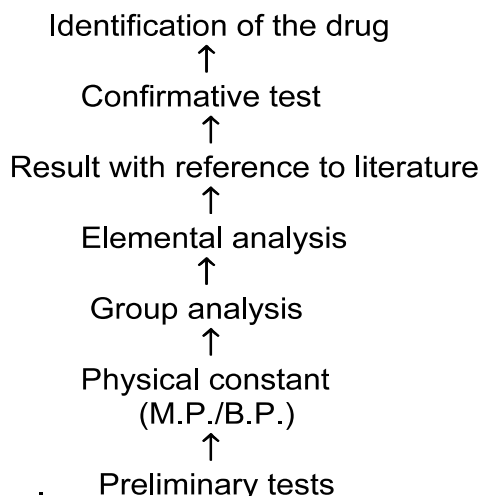 Identification of the drug
↑
Confirmative test
↑
Result with reference to literature
↑
Elemental analysis
↑
Group analysis
↑
Physical constant
(M.P./B.P.)
↑
. Preliminary tests